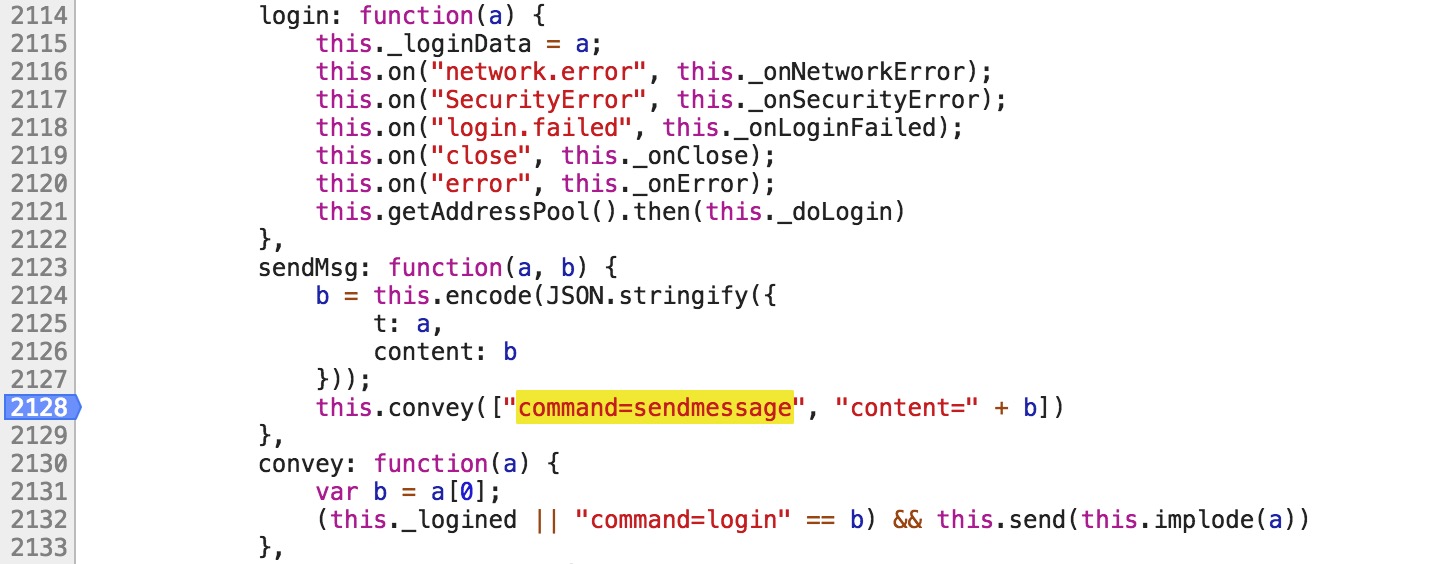 2114 login: function(a) {
2115 this._loginData = a;
2116 this.on("network.error", this._onNetworkError);
2117 this.on("SecurityError", this._onSecurityError);
2118 this.on("login.failed", this._onLoginFailed);
2119 this.on("close", this._onClose);
2120 this.on("error", this._onError);
2121 this.getAddressPool().then(this._doLogin)
2122 },
2123 sendMsg: function(a, b) {
2124 b = this.encode(JSON.stringify({
2125 t: a,
2126 content: b
2127 }));
2128 this.convey(["command=sendmessage", "content=" + b])
2129 },
2130 convey: function(a) {
2131 var b = a[0];
2132 (this._logined || "command=login" == b) && this.send(this.implode(a))
2133 },